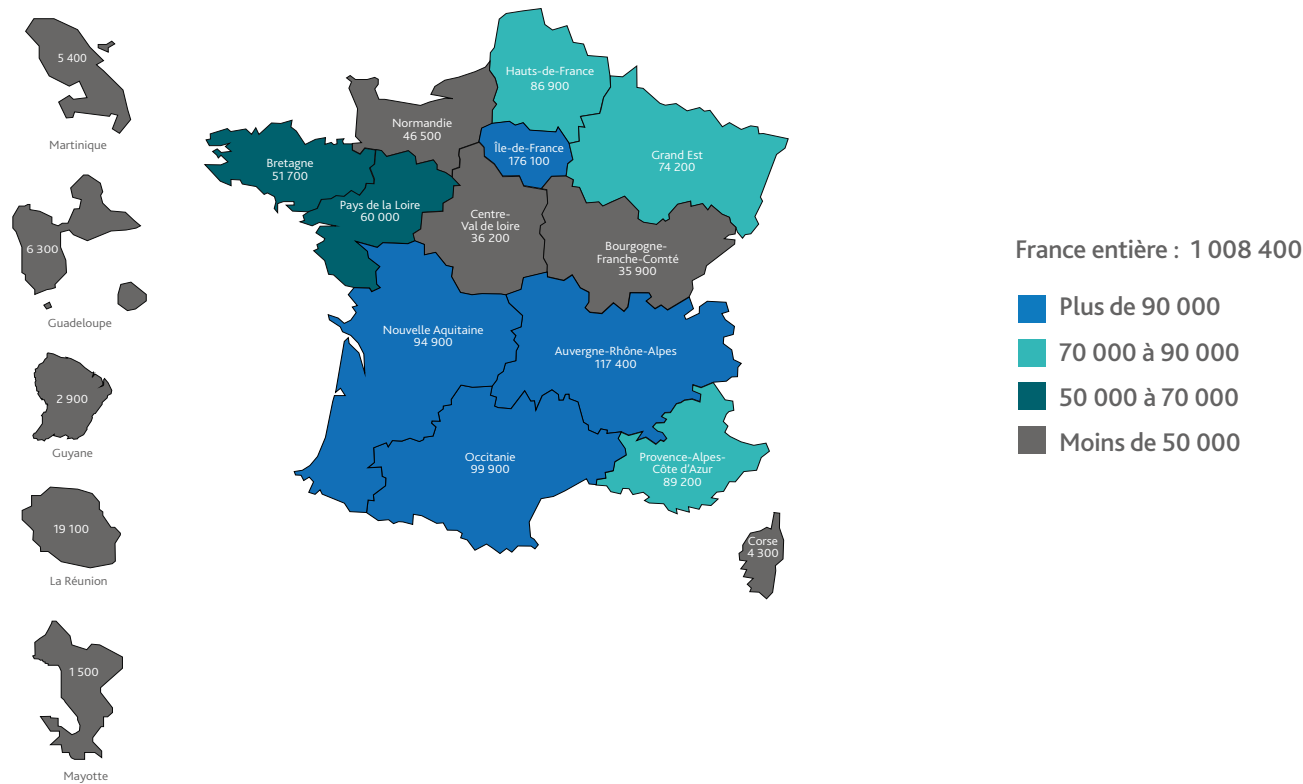 5 400
Martinique
6 300
Guadeloupe
2 900
Guyane
19 100
La Réunion
1 500
Mayotte
Hauts-de-France
86 900
Normandie
46 500
Île-de-France
176 100
Grand Est
74 200
Bretagne
51 700
Pays de la Loire
60 000
Centre-
Val de loire
36 200
Bourgogne-
Franche-Comté
35 900
Nouvelle Aquitaine
94 900
Auvergne-Rhône-Alpes
117 400
Occitanie
99 900
Provence-Alpes-
Côte d'Azur
89 200
Corse
4 300
France entière : 1 008 400
Plus de 90 000
70 000 à 90 000
50 000 à 70 000
Moins de 50 000